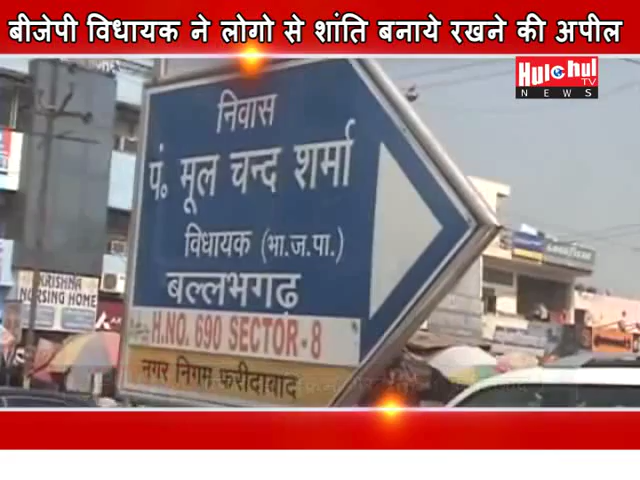 बीजेपी विधायक ने लोगो से शांति बनाये रखने की अपील
Hulchul
TV
NEWS
निवास
पं. मूल चन्द शर्मा
विधायक (भा.ज.पा.)
बल्लभगढ़
H.NO. 690 SECTOR-8
नगर निगम फरीदाबाद
KRISHNA
NURSING HOME